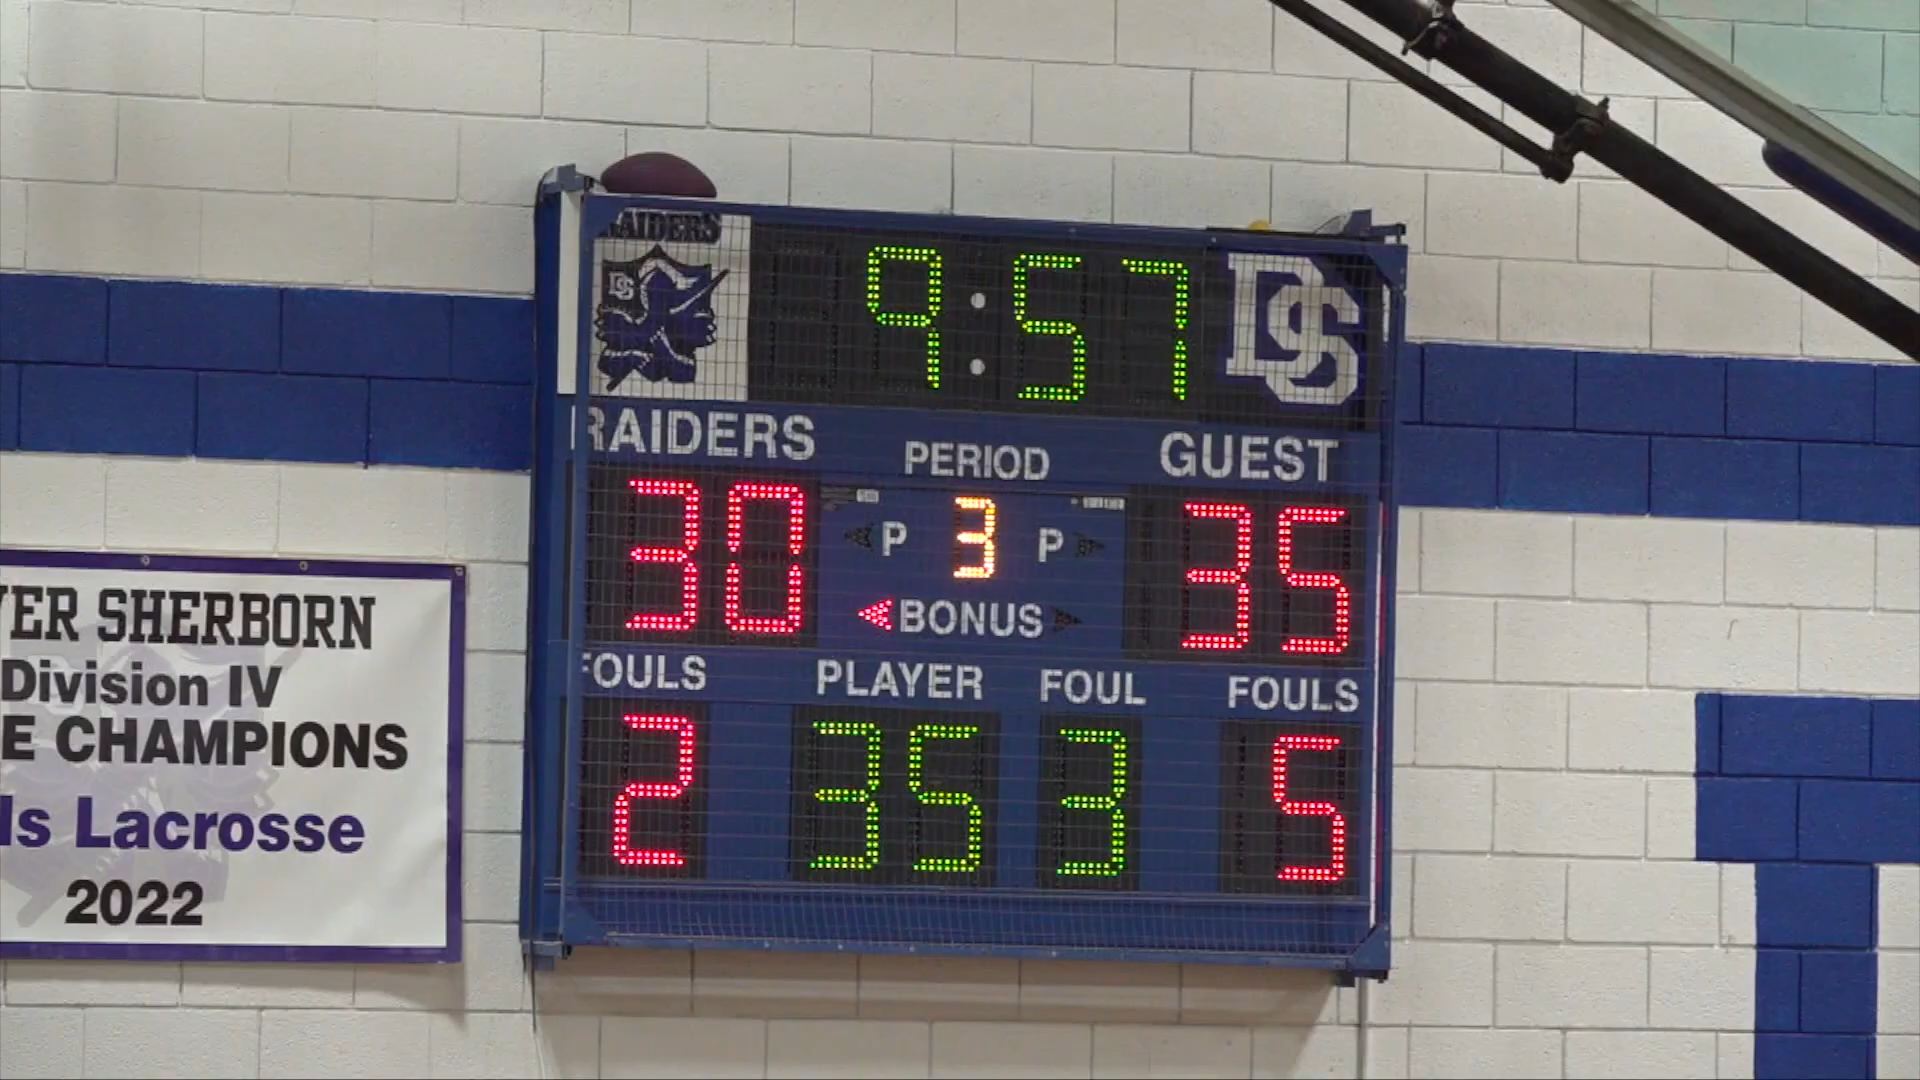 RAIDERS
DS
9:57
DS
RAIDERS PERIOD GUEST
30 P 3 P 35
BONUS
FOULS PLAYER FOUL FOULS
2 35 3 5
VER SHERBORN
Division IV
E CHAMPIONS
ls Lacrosse
2022
T